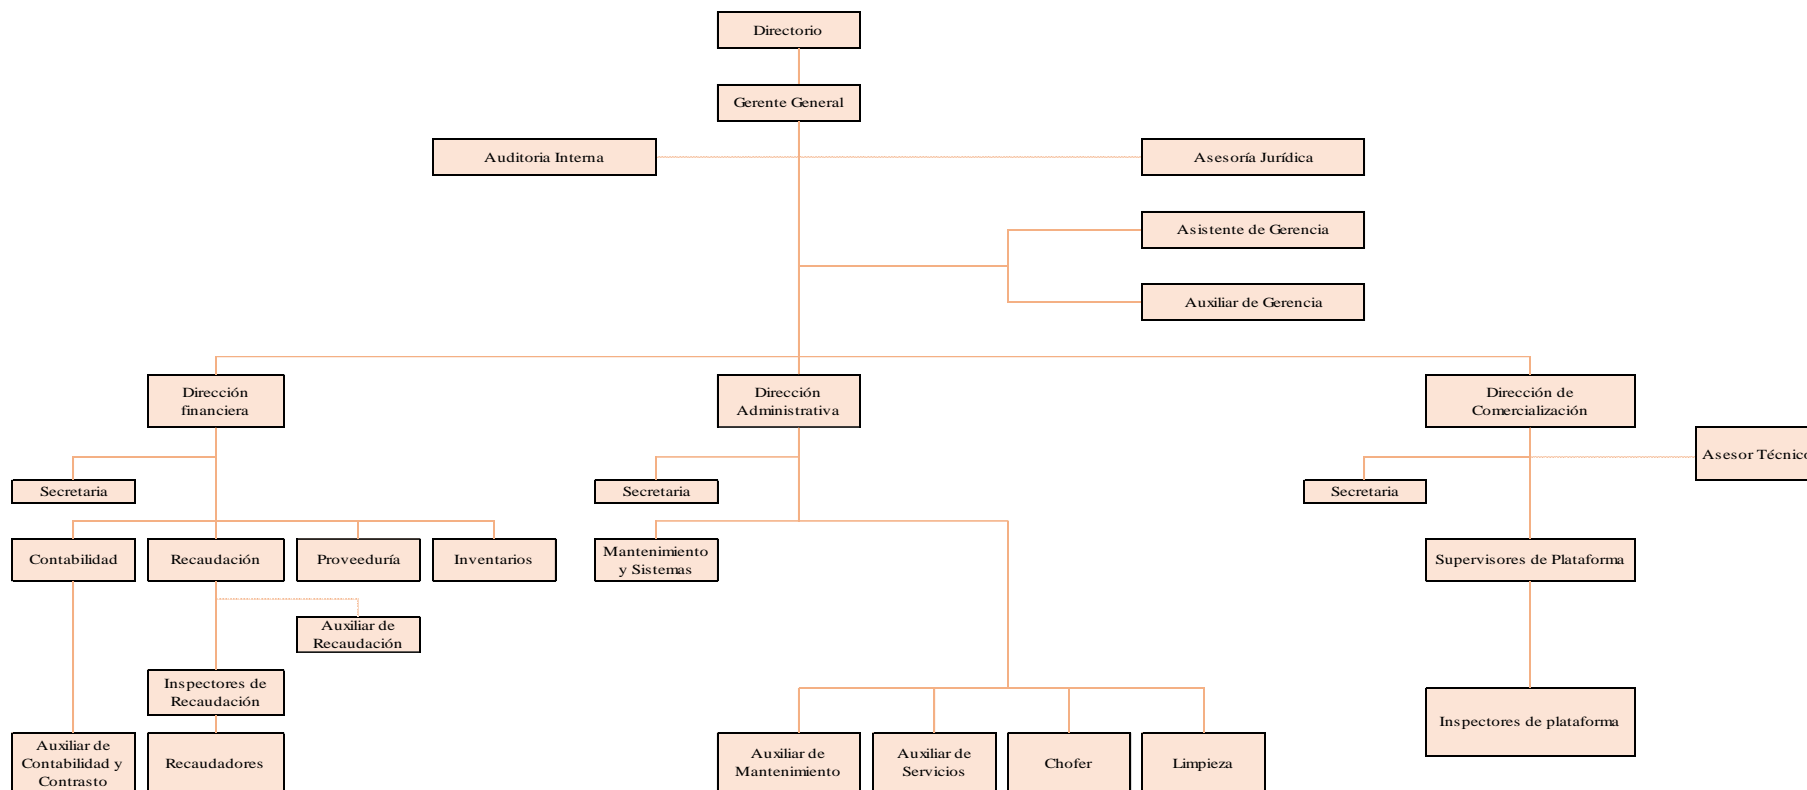 Directorio
Gerente General
Auditoria Interna
Asesoría Jurídica
Asistente de Gerencia
Auxiliar de Gerencia
Dirección
financiera
Dirección
Administrativa
Dirección de
Comercialización
Asesor Técnico
Secretaria
Secretaria
Secretaria
Contabilidad
Recaudación
Proveeduría
Inventarios
Mantenimiento
y Sistemas
Supervisores de Plataforma
Auxiliar de
Recaudación
Inspectores de
Recaudación
Inspectores de plataforma
Auxiliar de
Contabilidad y
Contrasto
Recaudadores
Auxiliar de
Mantenimiento
Auxiliar de
Servicios
Chofer
Limpieza